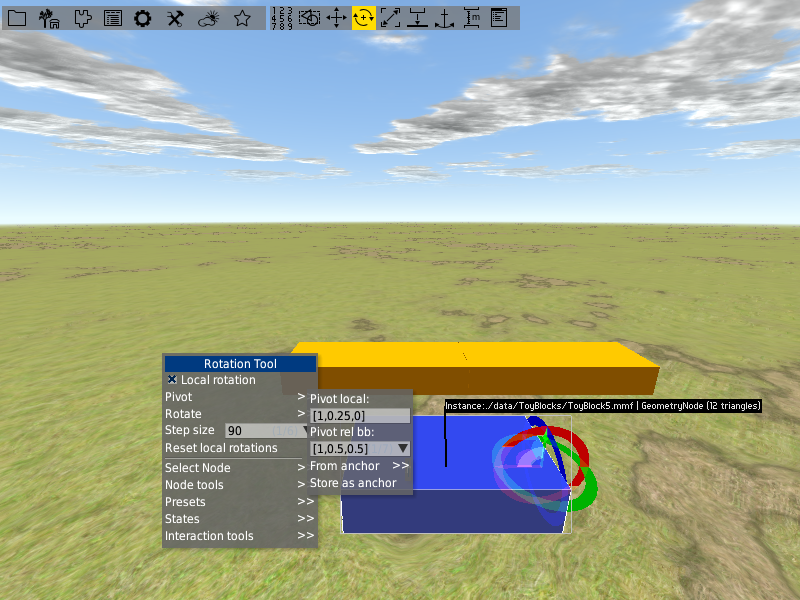 1 2 3
4 5 6
7 8 9
m
Rotation Tool
Local rotation
Pivot >
Rotate >
Step size 90
Reset local rotations
Select Node >
Node tools >
Presets >>
States >>
Interaction tools >>
Pivot local:
[1,0.25,0]
Pivot rel bb:
[1,0.5,0.5]
From anchor >>
Store as anchor
Instance:./data/ToyBlocks/ToyBlock5.mmf | GeometryNode (12 triangles)